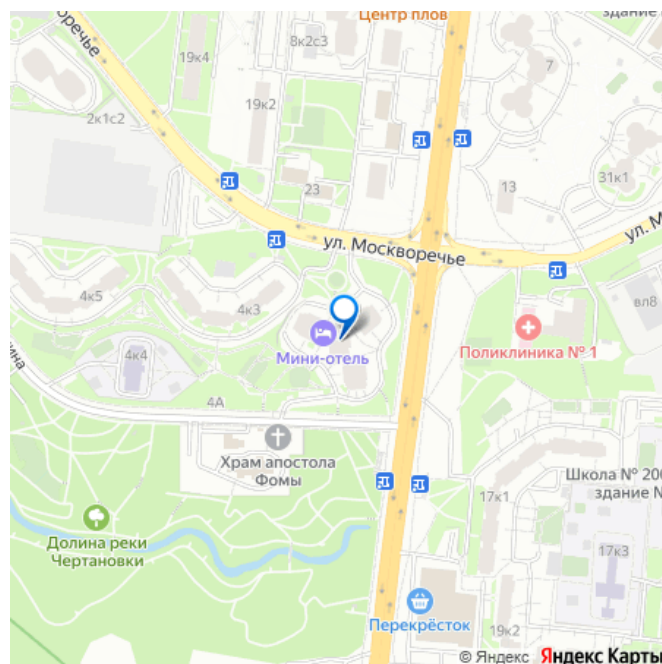 Центр плов
здание
8к2с3
19к4
7
19к2
2к1с2
23
13
31к1
ул. Москворечье
ул. М
4к5
4к3
вл8
Поликлиника № 1
Мини-отель
4к4
4А
Храм апостола
Фомы
Школа № 200
здание №
17к1
Долина реки
Чертановки
17к3
Перекрёсток
19к2
© Яндекс Яндекс Карты